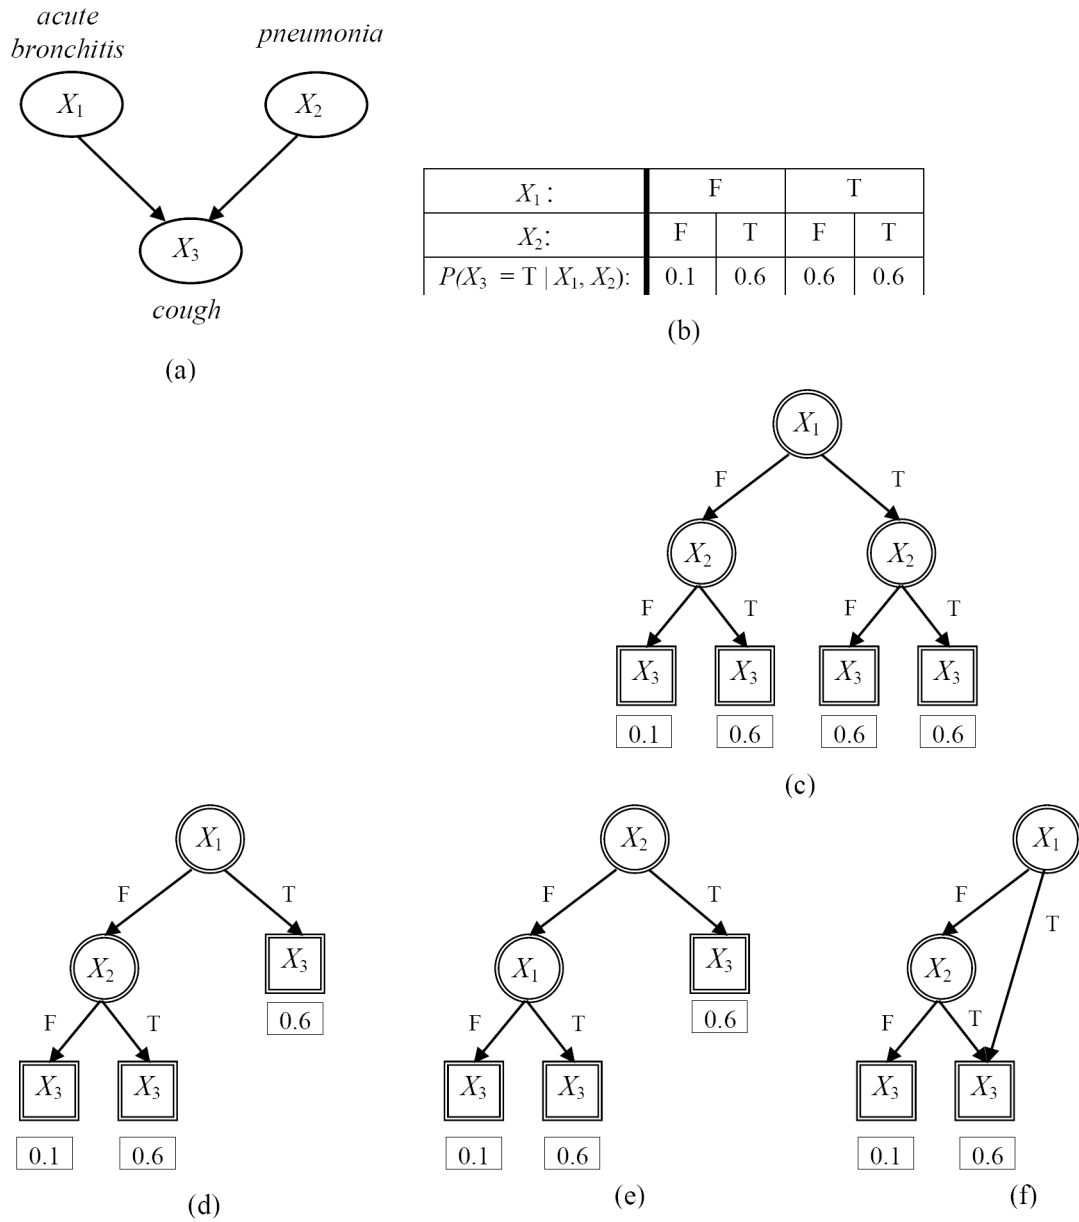 acute
bronchitis
pneumonia
X₁
X₂
X₃
cough
(a)
X₁: F T
X₂: F T F T
P(X₃ = T | X₁, X₂): 0.1 0.6 0.6 0.6
(b)
X₁
F T
X₂ X₂
F T F T
X₃ X₃ X₃ X₃
0.1 0.6 0.6 0.6
(c)
X₁
F T
X₂ X₃
0.6
F T
X₃ X₃
0.1 0.6
(d)
X₂
F T
X₁ X₃
0.6
F T
X₃ X₃
0.1 0.6
(e)
X₁
F T
X₂
F T
X₃ X₃
0.1 0.6
(f)